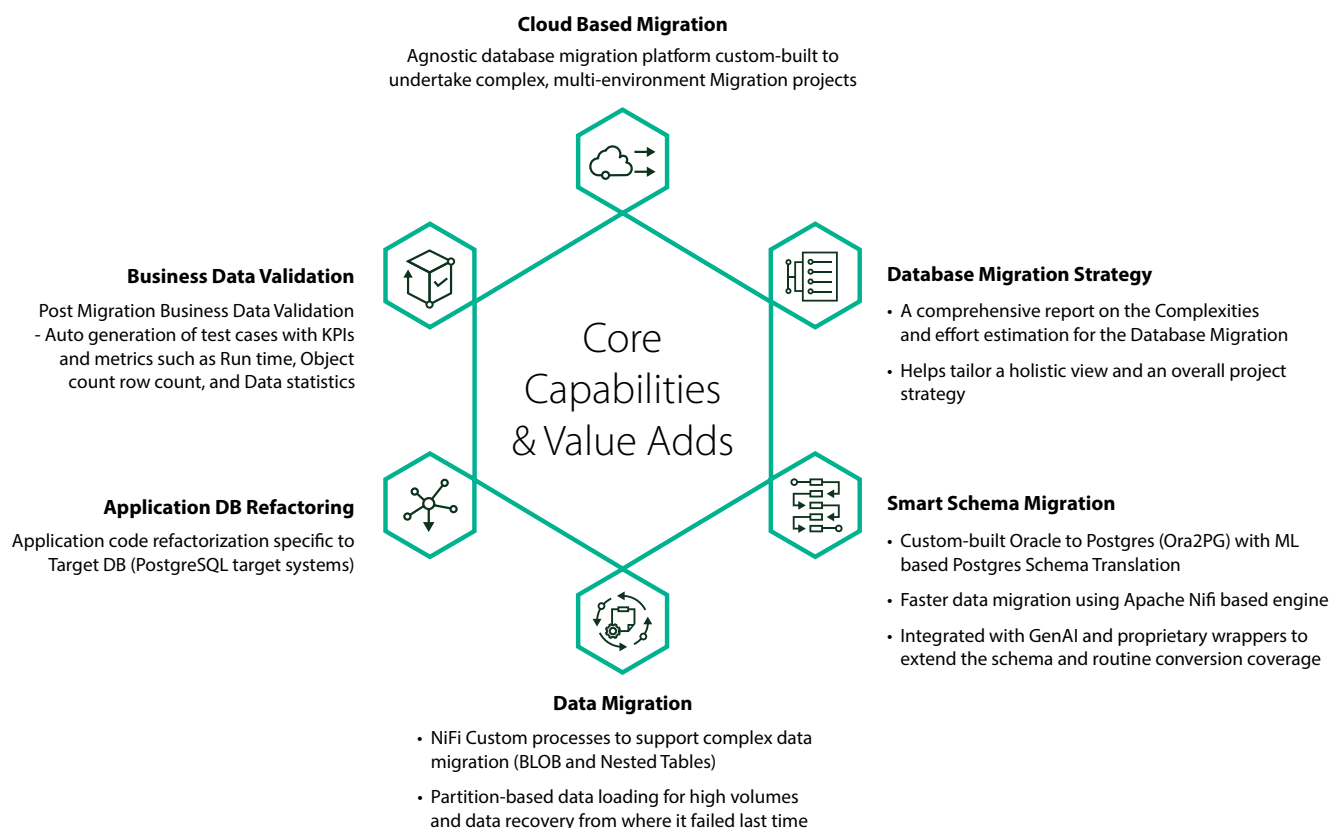 Cloud Based Migration
Agnostic database migration platform custom-built to
undertake complex, multi-environment Migration projects
Business Data Validation
Post Migration Business Data Validation
- Auto generation of test cases with KPIs
and metrics such as Run time, Object
count row count, and Data statistics
Core
Capabilities
& Value Adds
Database Migration Strategy
• A comprehensive report on the Complexities
and effort estimation for the Database Migration
• Helps tailor a holistic view and an overall project
strategy
Application DB Refactoring
Application code refactorization specific to
Target DB (PostgreSQL target systems)
Smart Schema Migration
• Custom-built Oracle to Postgres (Ora2PG) with ML
based Postgres Schema Translation
• Faster data migration using Apache Nifi based engine
• Integrated with GenAI and proprietary wrappers to
extend the schema and routine conversion coverage
Data Migration
• NiFi Custom processes to support complex data
migration (BLOB and Nested Tables)
• Partition-based data loading for high volumes
and data recovery from where it failed last time